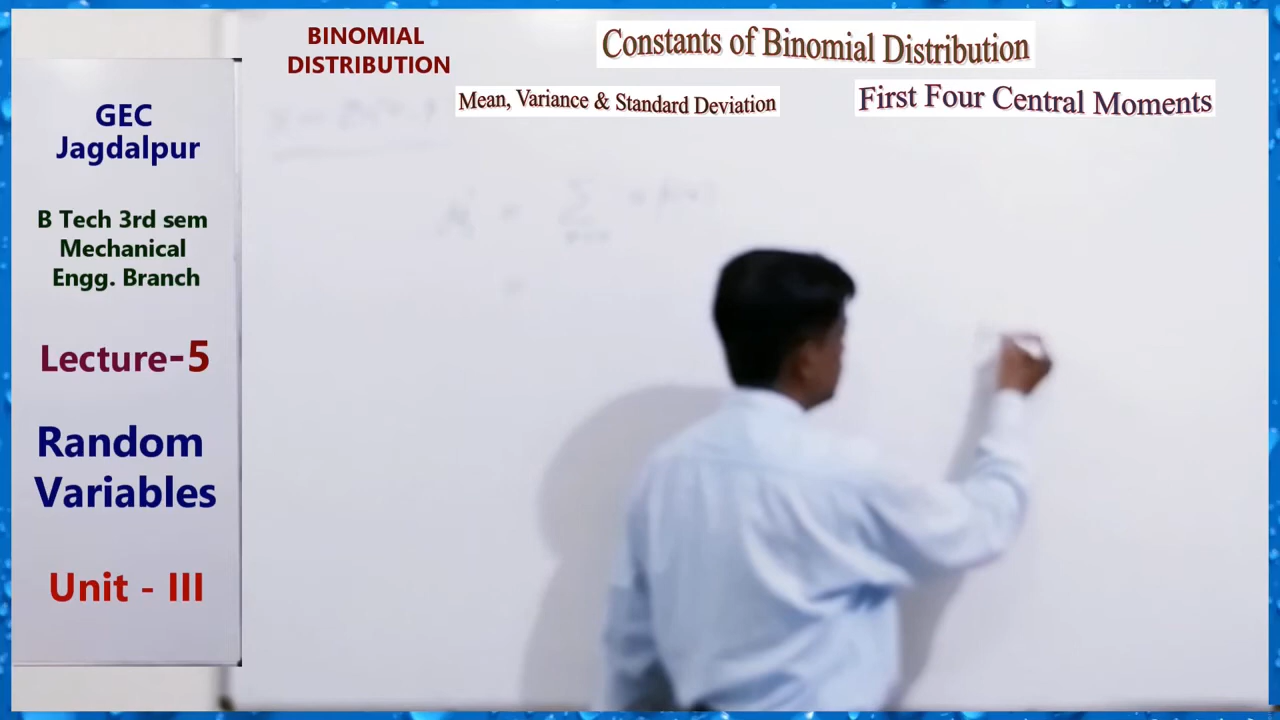 BINOMIAL
DISTRIBUTION
Constants of Binomial Distribution
Mean, Variance & Standard Deviation
First Four Central Moments
GEC
Jagdalpur
B Tech 3rd sem
Mechanical
Engg. Branch
Lecture-5
Random
Variables
Unit - III